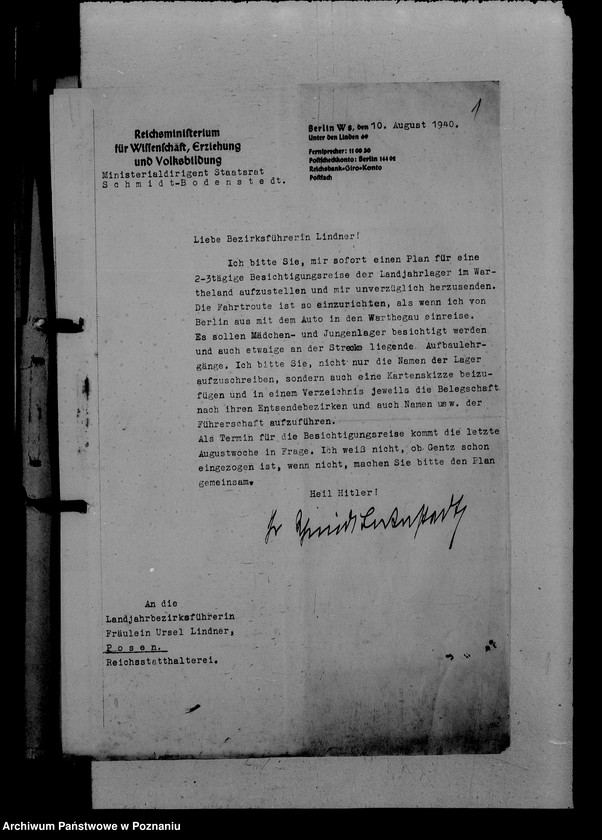 1
Reichsministerium
für Wissenschaft, Erziehung
und Volksbildung
Ministerialdirigent Staatsrat
Schmidt-Bodenstedt.
Berlin W 8, den 10. August 1940.
Unter den Linden 69
Fernsprecher: 11 00 30
Postscheckkonto: Berlin 144 02
Reichsbank-Giro-Konto
Postfach
Liebe Bezirksführerin Lindner!
Ich bitte Sie, mir sofort einen Plan für eine
2-3tägige Besichtigungsreise der Landjahrlager im War-
theland aufzustellen und mir unverzüglich herzusenden.
Die Fahrtroute ist so einzurichten, als wenn ich von
Berlin aus mit dem Auto in den Warthegau einreise.
Es sollen Mädchen- und Jungenlager besichtigt werden
und auch etwaige an der Strecke liegende Aufbaulehr-
gänge. Ich bitte Sie, nicht nur die Namen der Lager
aufzuschreiben, sondern auch eine Kartenskizze beizu-
fügen und in einem Verzeichnis jeweils die Belegschaft
nach ihren Entsendebezirken und auch Namen usw. der
Führerschaft aufzuführen.
Als Termin für die Besichtigungsreise kommt die letzte
Augustwoche in Frage. Ich weiß nicht, ob Gentz schon
eingezogen ist, wenn nicht, machen Sie bitte den Plan
gemeinsam.
Heil Hitler!
An die
Landjahrbezirksführerin
Fräulein Ursel Lindner,
Posen.
Reichsstatthalterei.
Archiwum Państwowe w Poznaniu